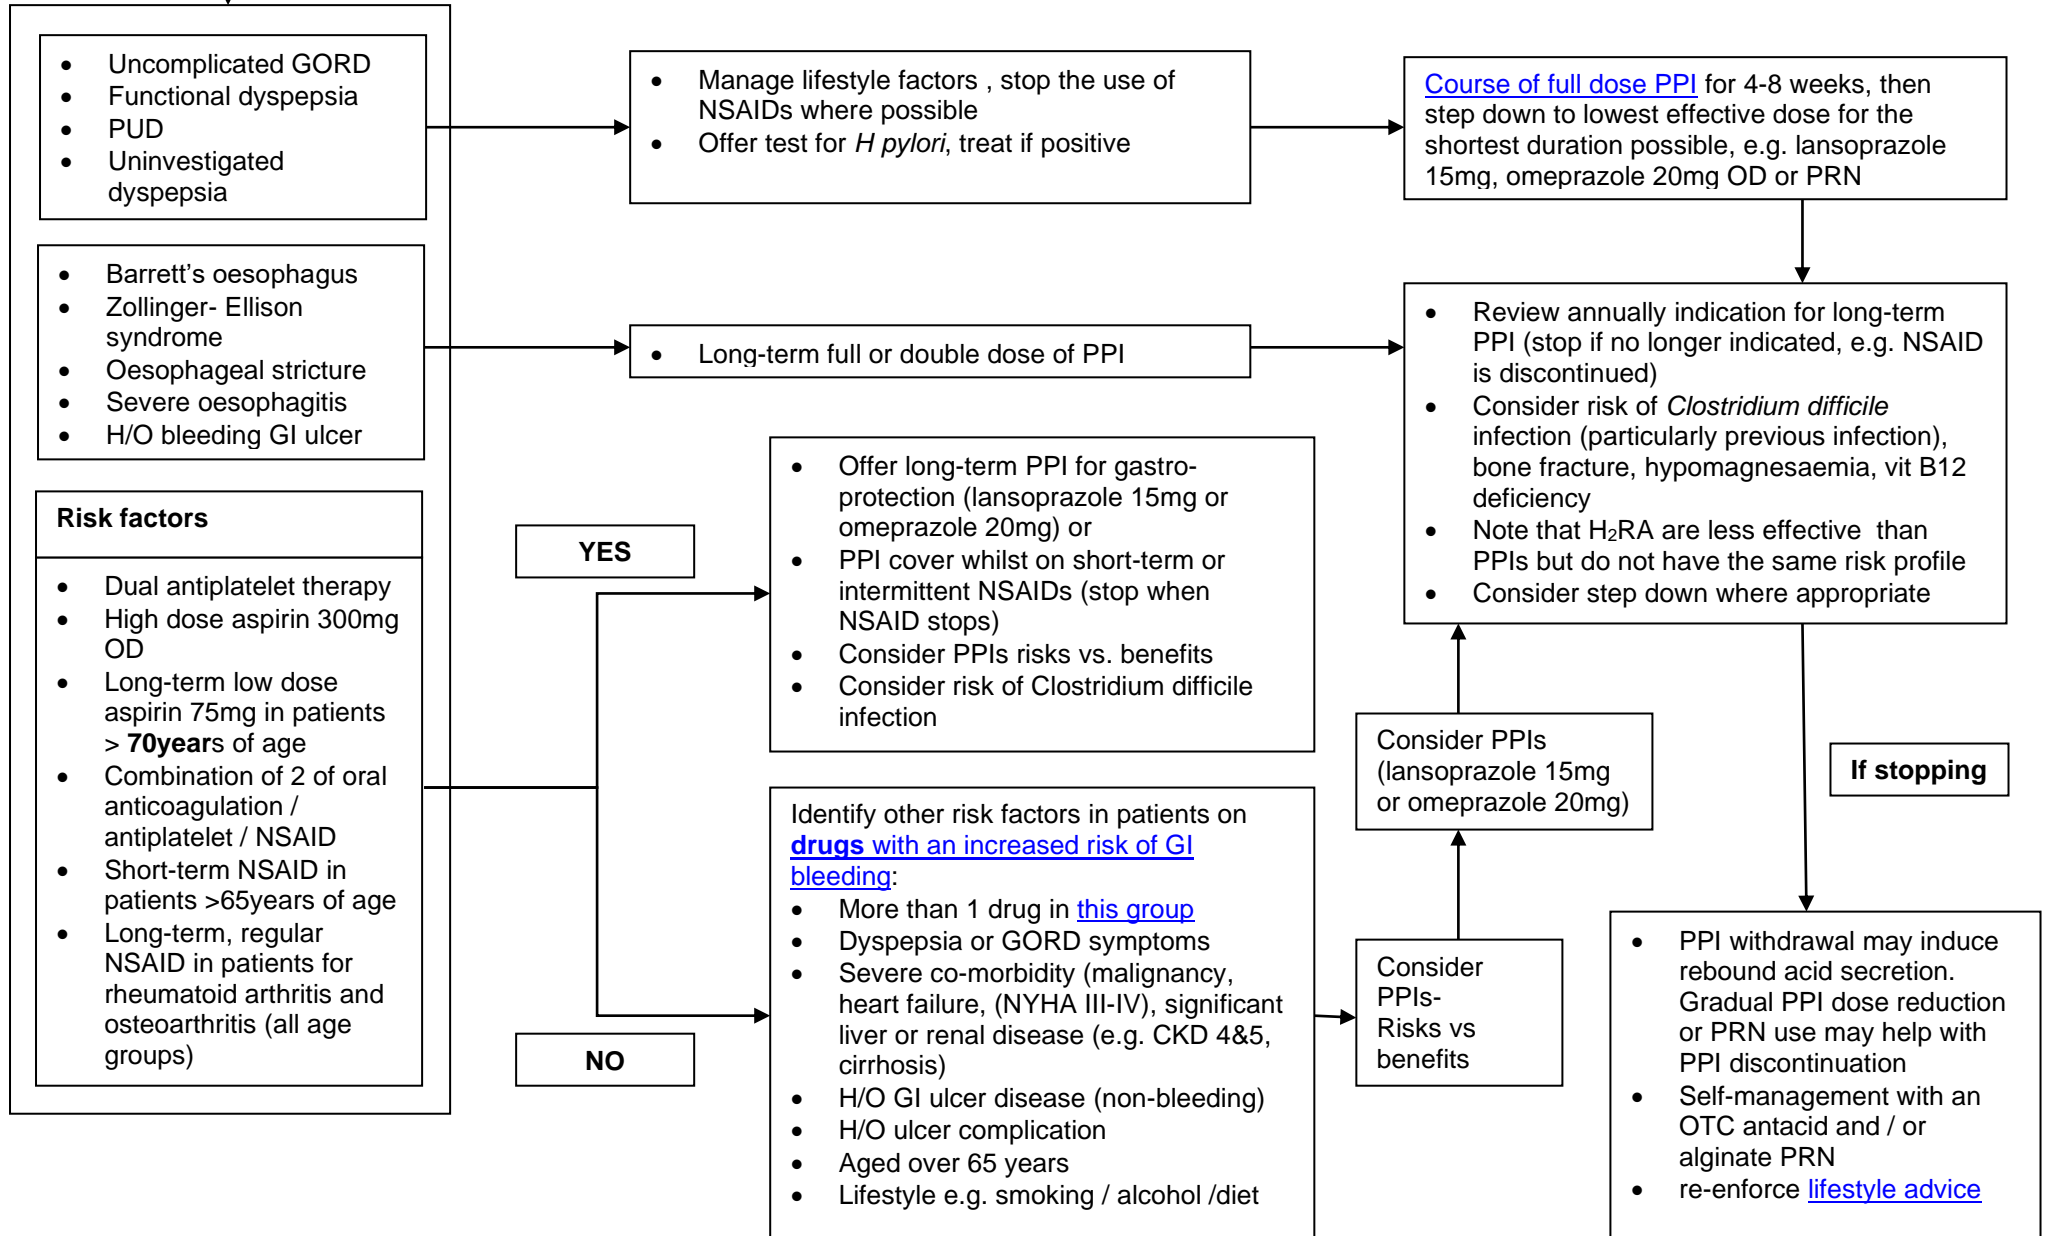 • Uncomplicated GORD
• Functional dyspepsia
• PUD
• Uninvestigated
dyspepsia
• Manage lifestyle factors , stop the use of
NSAIDs where possible
• Offer test for H pylori, treat if positive
Course of full dose PPI for 4-8 weeks, then
step down to lowest effective dose for the
shortest duration possible, e.g. lansoprazole
15mg, omeprazole 20mg OD or PRN
• Barrett’s oesophagus
• Zollinger- Ellison
syndrome
• Oesophageal stricture
• Severe oesophagitis
• H/O bleeding GI ulcer
• Long-term full or double dose of PPI
• Review annually indication for long-term
PPI (stop if no longer indicated, e.g. NSAID
is discontinued)
• Consider risk of Clostridium difficile
infection (particularly previous infection),
bone fracture, hypomagnesaemia, vit B12
deficiency
• Note that H₂RA are less effective than
PPIs but do not have the same risk profile
• Consider step down where appropriate
Risk factors
• Dual antiplatelet therapy
• High dose aspirin 300mg
OD
• Long-term low dose
aspirin 75mg in patients
> 70years of age
• Combination of 2 of oral
anticoagulation /
antiplatelet / NSAID
• Short-term NSAID in
patients >65years of age
• Long-term, regular
NSAID in patients for
rheumatoid arthritis and
osteoarthritis (all age
groups)
YES
• Offer long-term PPI for gastro-
protection (lansoprazole 15mg or
omeprazole 20mg) or
• PPI cover whilst on short-term or
intermittent NSAIDs (stop when
NSAID stops)
• Consider PPIs risks vs. benefits
• Consider risk of Clostridium difficile
infection
NO
Identify other risk factors in patients on
drugs with an increased risk of GI
bleeding:
• More than 1 drug in this group
• Dyspepsia or GORD symptoms
• Severe co-morbidity (malignancy,
heart failure, (NYHA III-IV), significant
liver or renal disease (e.g. CKD 4&5,
cirrhosis)
• H/O GI ulcer disease (non-bleeding)
• H/O ulcer complication
• Aged over 65 years
• Lifestyle e.g. smoking / alcohol /diet
Consider
PPIs-
Risks vs
benefits
Consider PPIs
(lansoprazole 15mg
or omeprazole 20mg)
If stopping
• PPI withdrawal may induce
rebound acid secretion.
Gradual PPI dose reduction
or PRN use may help with
PPI discontinuation
• Self-management with an
OTC antacid and / or
alginate PRN
• re-enforce lifestyle advice